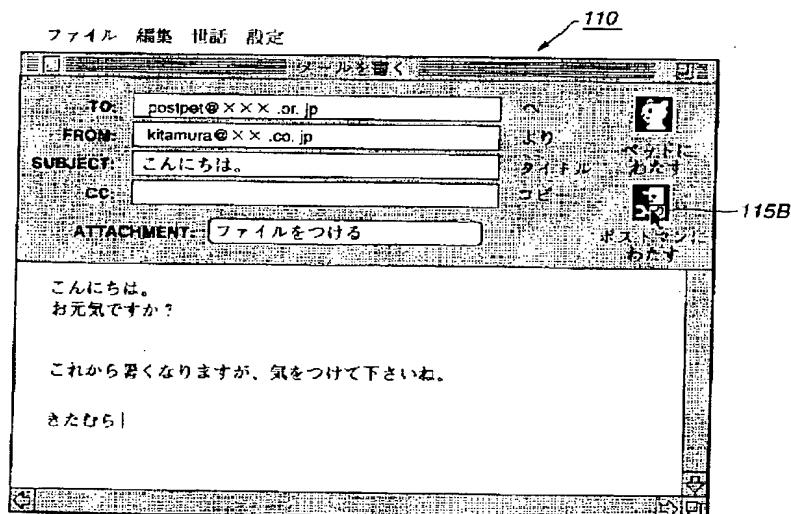 110
ファイル 編集 世話 設定
メールを書く
TO: postpet@×××.or.jp へ
FROM: kitamura@××.co.jp より
SUBJECT: こんにちは。 タイトル
CC: コピー
ATTACHMENT: ファイルをつける
ペットに
わたす
115B
ポストマンに
わたす
こんにちは。
お元気ですか?
これから暑くなりますが、気をつけて下さいね。
きたむら